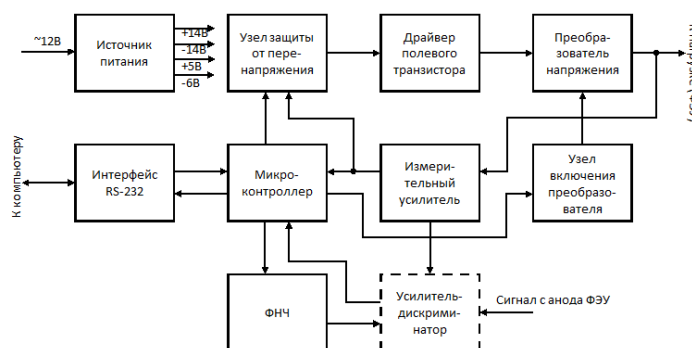 ~12В
Источник
питания
+14В
-14В
+5В
-6В
Узел защиты
от пере-
напряжения
Драйвер
полевого
транзистора
Преобра-
зователь
напряжения
К компьютеру
Интерфейс
RS-232
Микро-
контроллер
Измери-
тельный
усилитель
Узел
включения
преобразо-
вателя
ФНЧ
Усилитель-
дискрими-
натор
Сигнал с анода ФЭУ